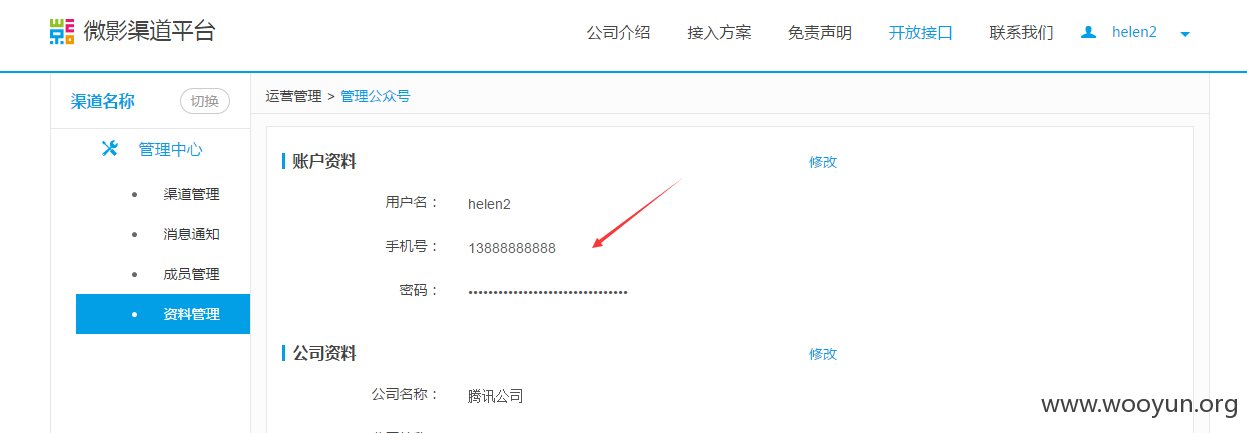 微影渠道平台 公司介绍 接入方案 免责声明 开放接口 联系我们 helen2
渠道名称 切换
运营管理 > 管理公众号
管理中心
渠道管理
消息通知
成员管理
资料管理
账户资料 修改
用户名： helen2
手机号： 13888888888
密码： ••••••••••••••••••••••••••••••••
公司资料 修改
公司名称： 腾讯公司
www.wooyun.org